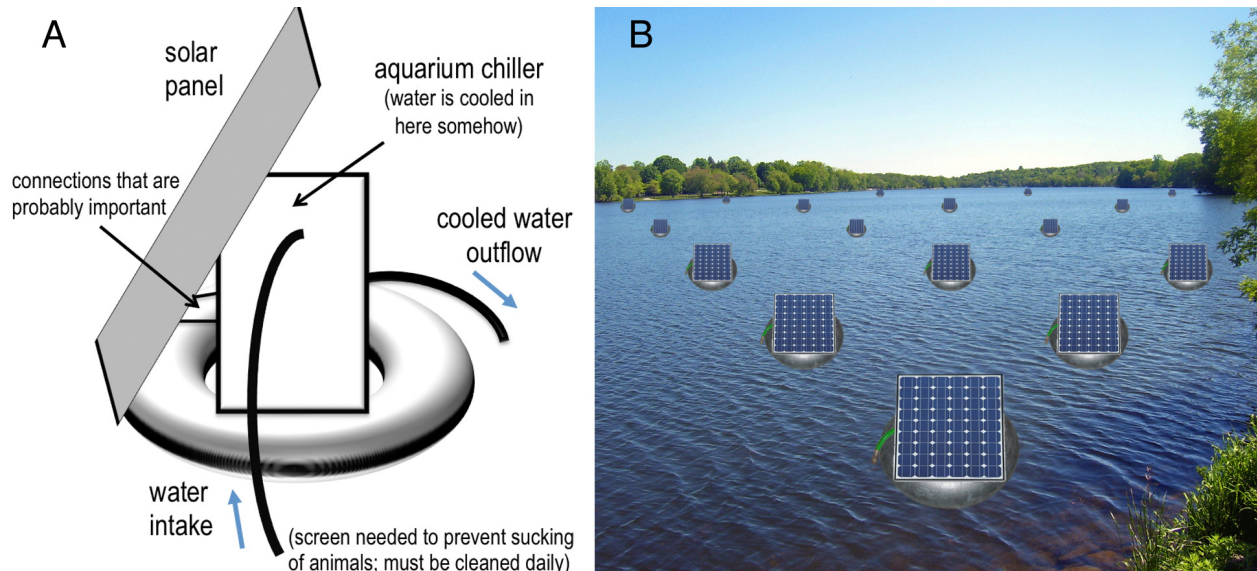 A
solar
panel
aquarium chiller
(water is cooled in
here somehow)
connections that are
probably important
cooled water
outflow
water
intake
(screen needed to prevent sucking
of animals; must be cleaned daily)
B